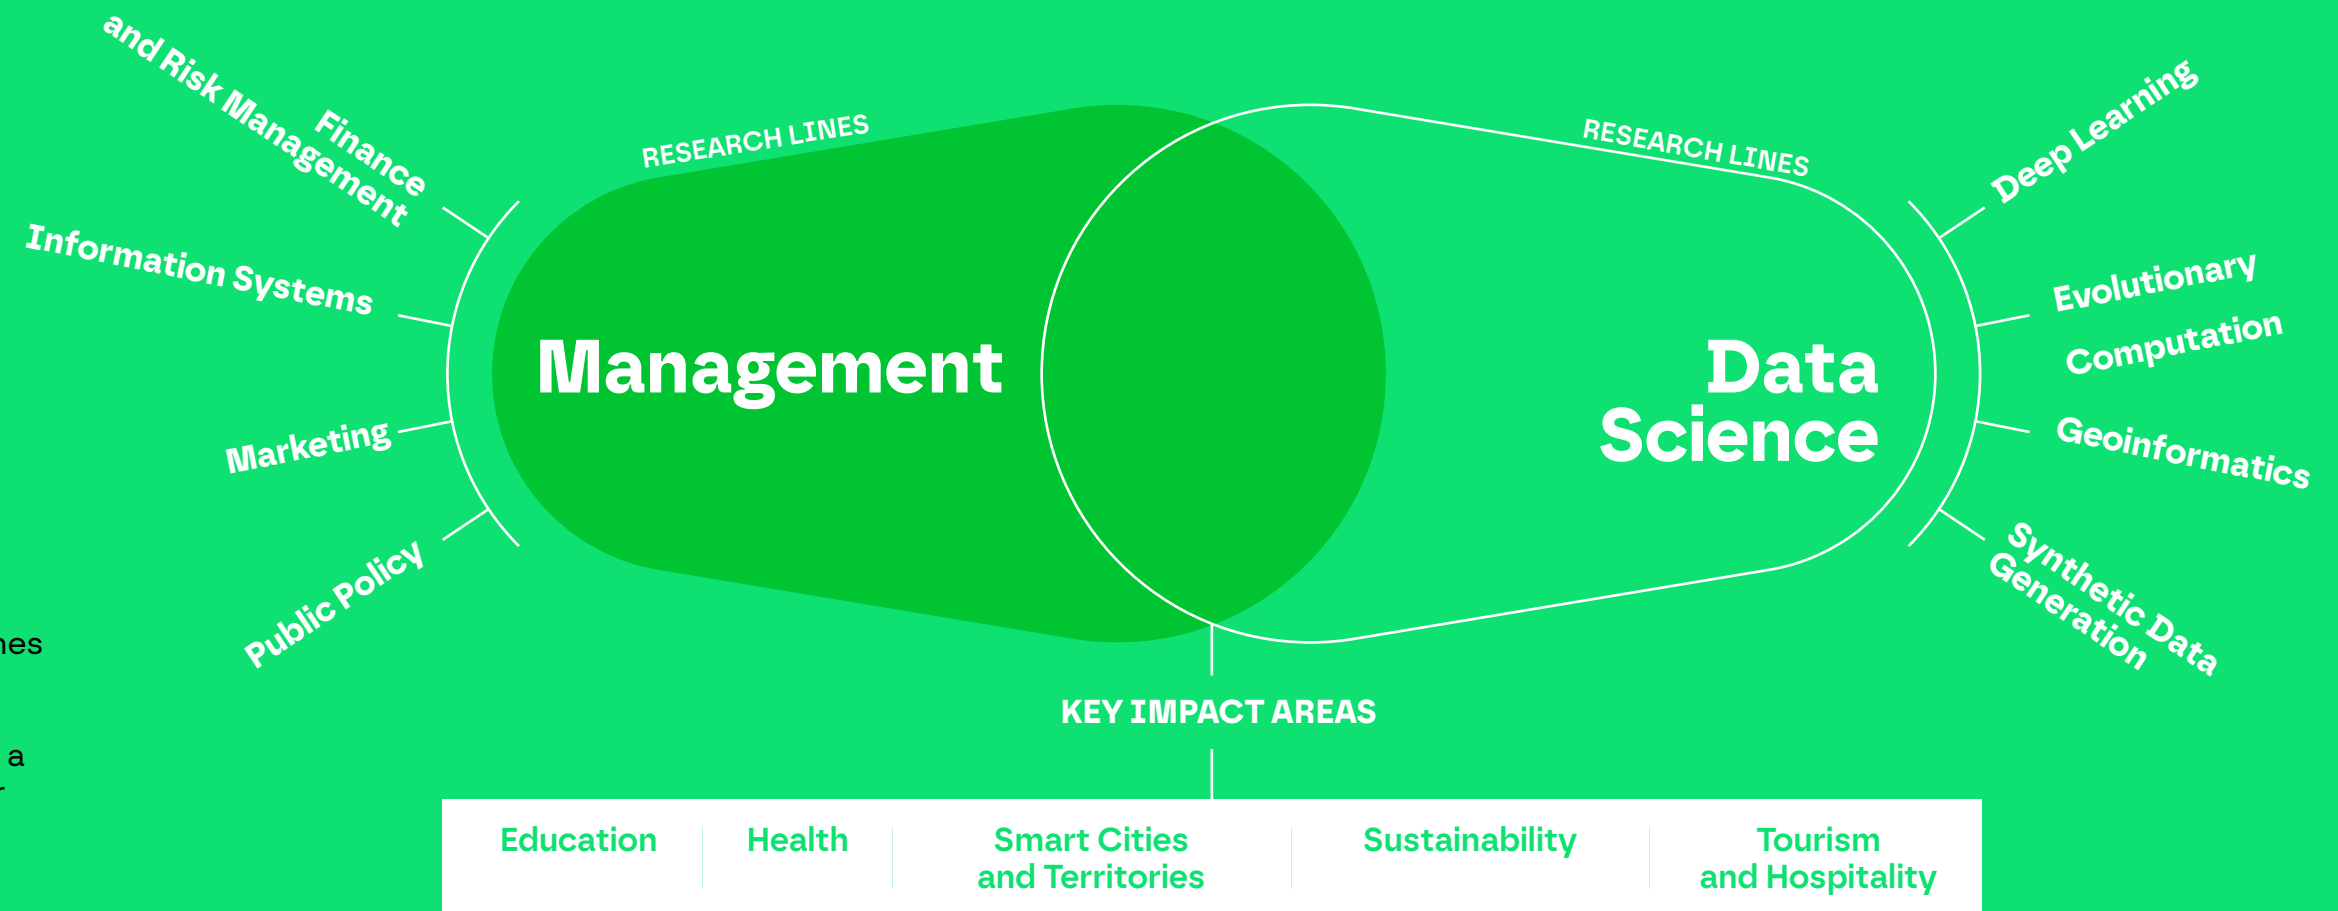 Finance
and Risk Management
Information Systems
Marketing
Public Policy
RESEARCH LINES
Management
RESEARCH LINES
Data
Science
Deep Learning
Evolutionary
Computation
Geoinformatics
Synthetic Data
Generation
a
KEY IMPACT AREAS
Education
Health
Smart Cities
and Territories
Sustainability
Tourism
and Hospitality